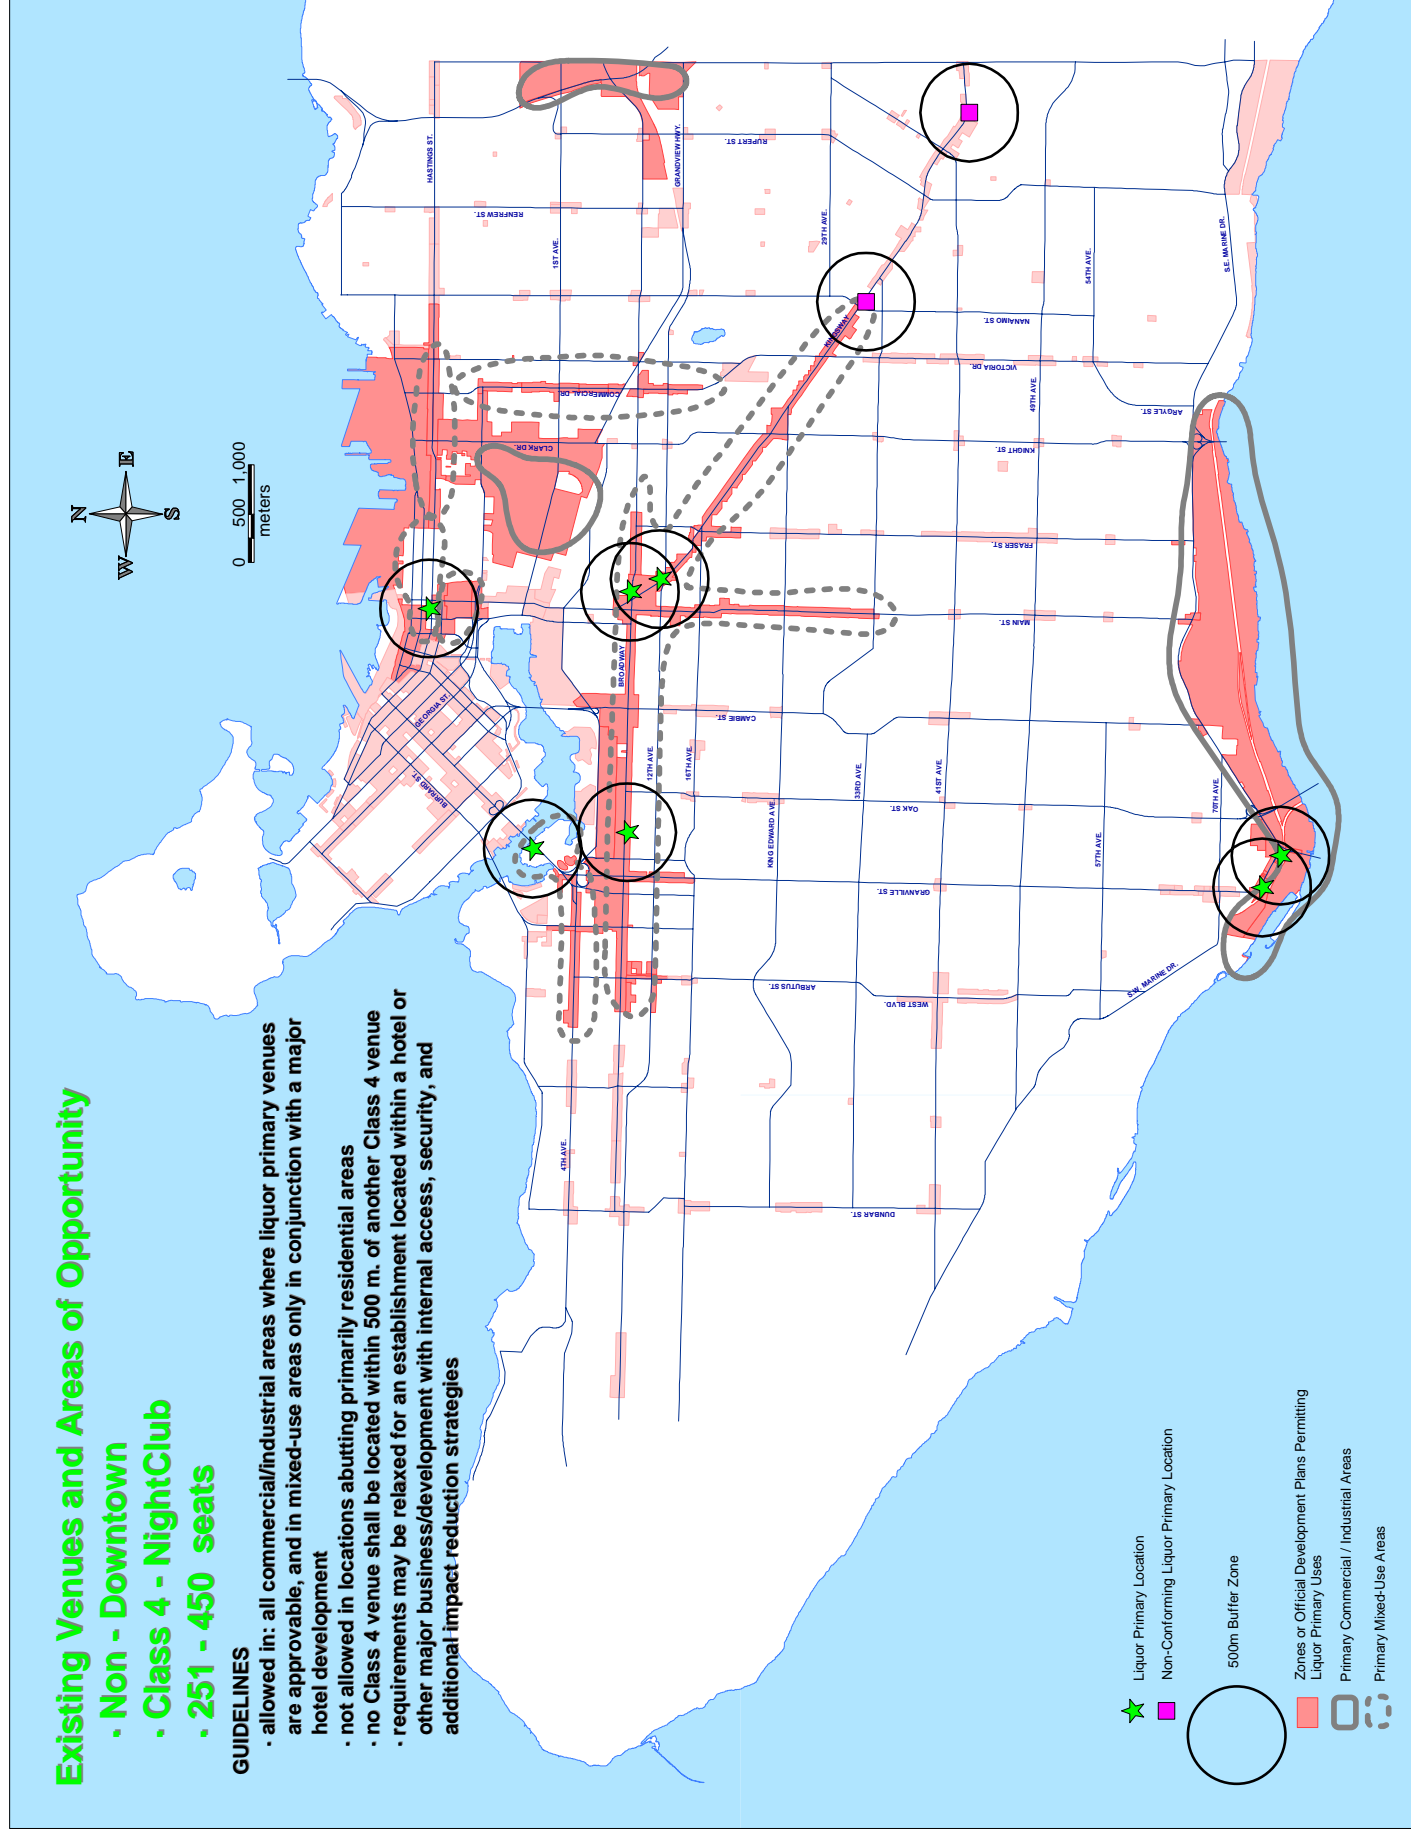 Existing Venues and Areas of Opportunity
· Non - Downtown
· Class 4 - NightClub
· 251 - 450 seats
GUIDELINES
· allowed in: all commercial/industrial areas where liquor primary venues
are approvable, and in mixed-use areas only in conjunction with a major
hotel development
· not allowed in locations abutting primarily residential areas
· no Class 4 venue shall be located within 500 m. of another Class 4 venue
· requirements may be relaxed for an establishment located within a hotel or
other major business/development with internal access, security, and
additional impact reduction strategies
N
W
E
S
0 500 1,000
meters
HASTINGS ST.
RENFREW ST.
1ST AVE.
GRANDVIEW HWY.
RUPERT ST.
29TH AVE.
KINGSWAY
NANAIMO ST.
54TH AVE.
S.E. MARINE DR.
VICTORIA DR.
49TH AVE.
ARGYLE ST.
COMMERCIAL DR.
CLARK DR.
KNIGHT ST.
FRASER ST.
MAIN ST.
GEORGIA ST.
BURRARD ST.
BROADWAY
CAMBIE ST.
12TH AVE.
16TH AVE.
KING EDWARD AVE.
33RD AVE.
41ST AVE.
OAK ST.
57TH AVE.
70TH AVE.
GRANVILLE ST.
ARBUTUS ST.
WEST BLVD.
S.W. MARINE DR.
4TH AVE.
DUNBAR ST.
Liquor Primary Location
Non-Conforming Liquor Primary Location
500m Buffer Zone
Zones or Official Development Plans Permitting
Liquor Primary Uses
Primary Commercial / Industrial Areas
Primary Mixed-Use Areas